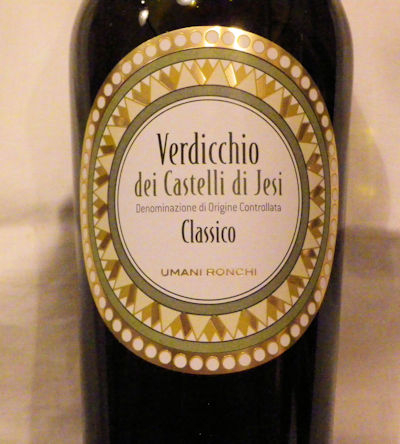 Verdicchio
dei Castelli di Jesi
Denominazione di Origine Controllata
Classico
UMANI RONCHI